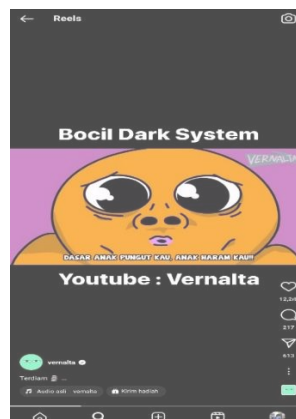 Reels
Bocil Dark System
VERNALTA
DASAR ANAK PUNGUT KAU, ANAK HARAM KAU!!
Youtube : Vernalta
217
613
vernalta
Terdiam
Audio asli vernalta
Kirim hadiah